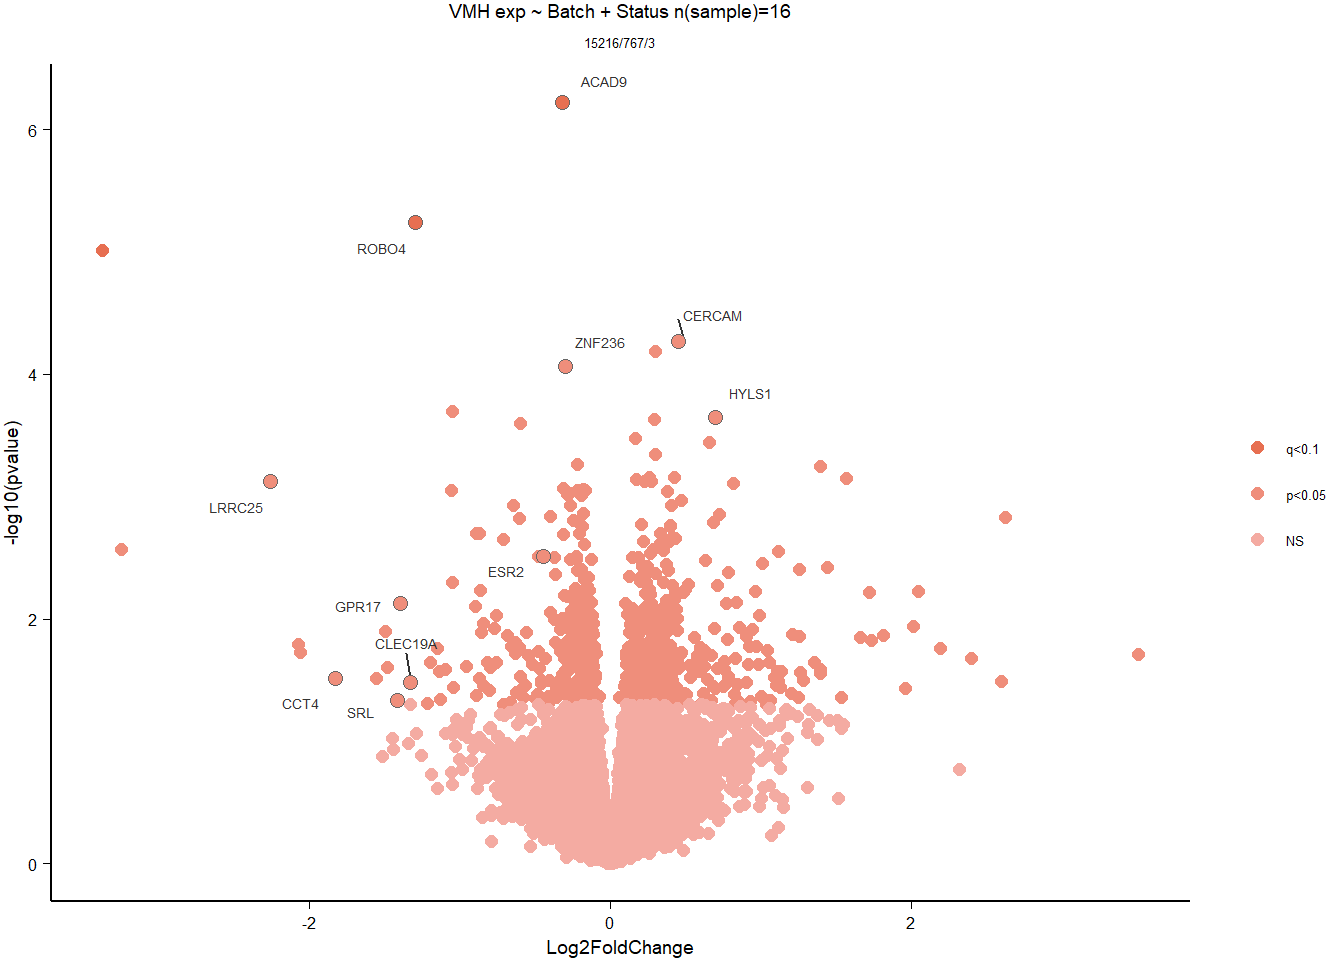 VMH exp ~ Batch + Status n(sample)=16
15216/767/3
ACAD9
6
ROBO4
CERCAM
ZNF236
4
HYLS1
-log10(pvalue)
q<0.1
LRRC25
p<0.05
NS
ESR2
GPR17
2
CLEC19A
CCT4
SRL
0
-2
0
2
Log2FoldChange